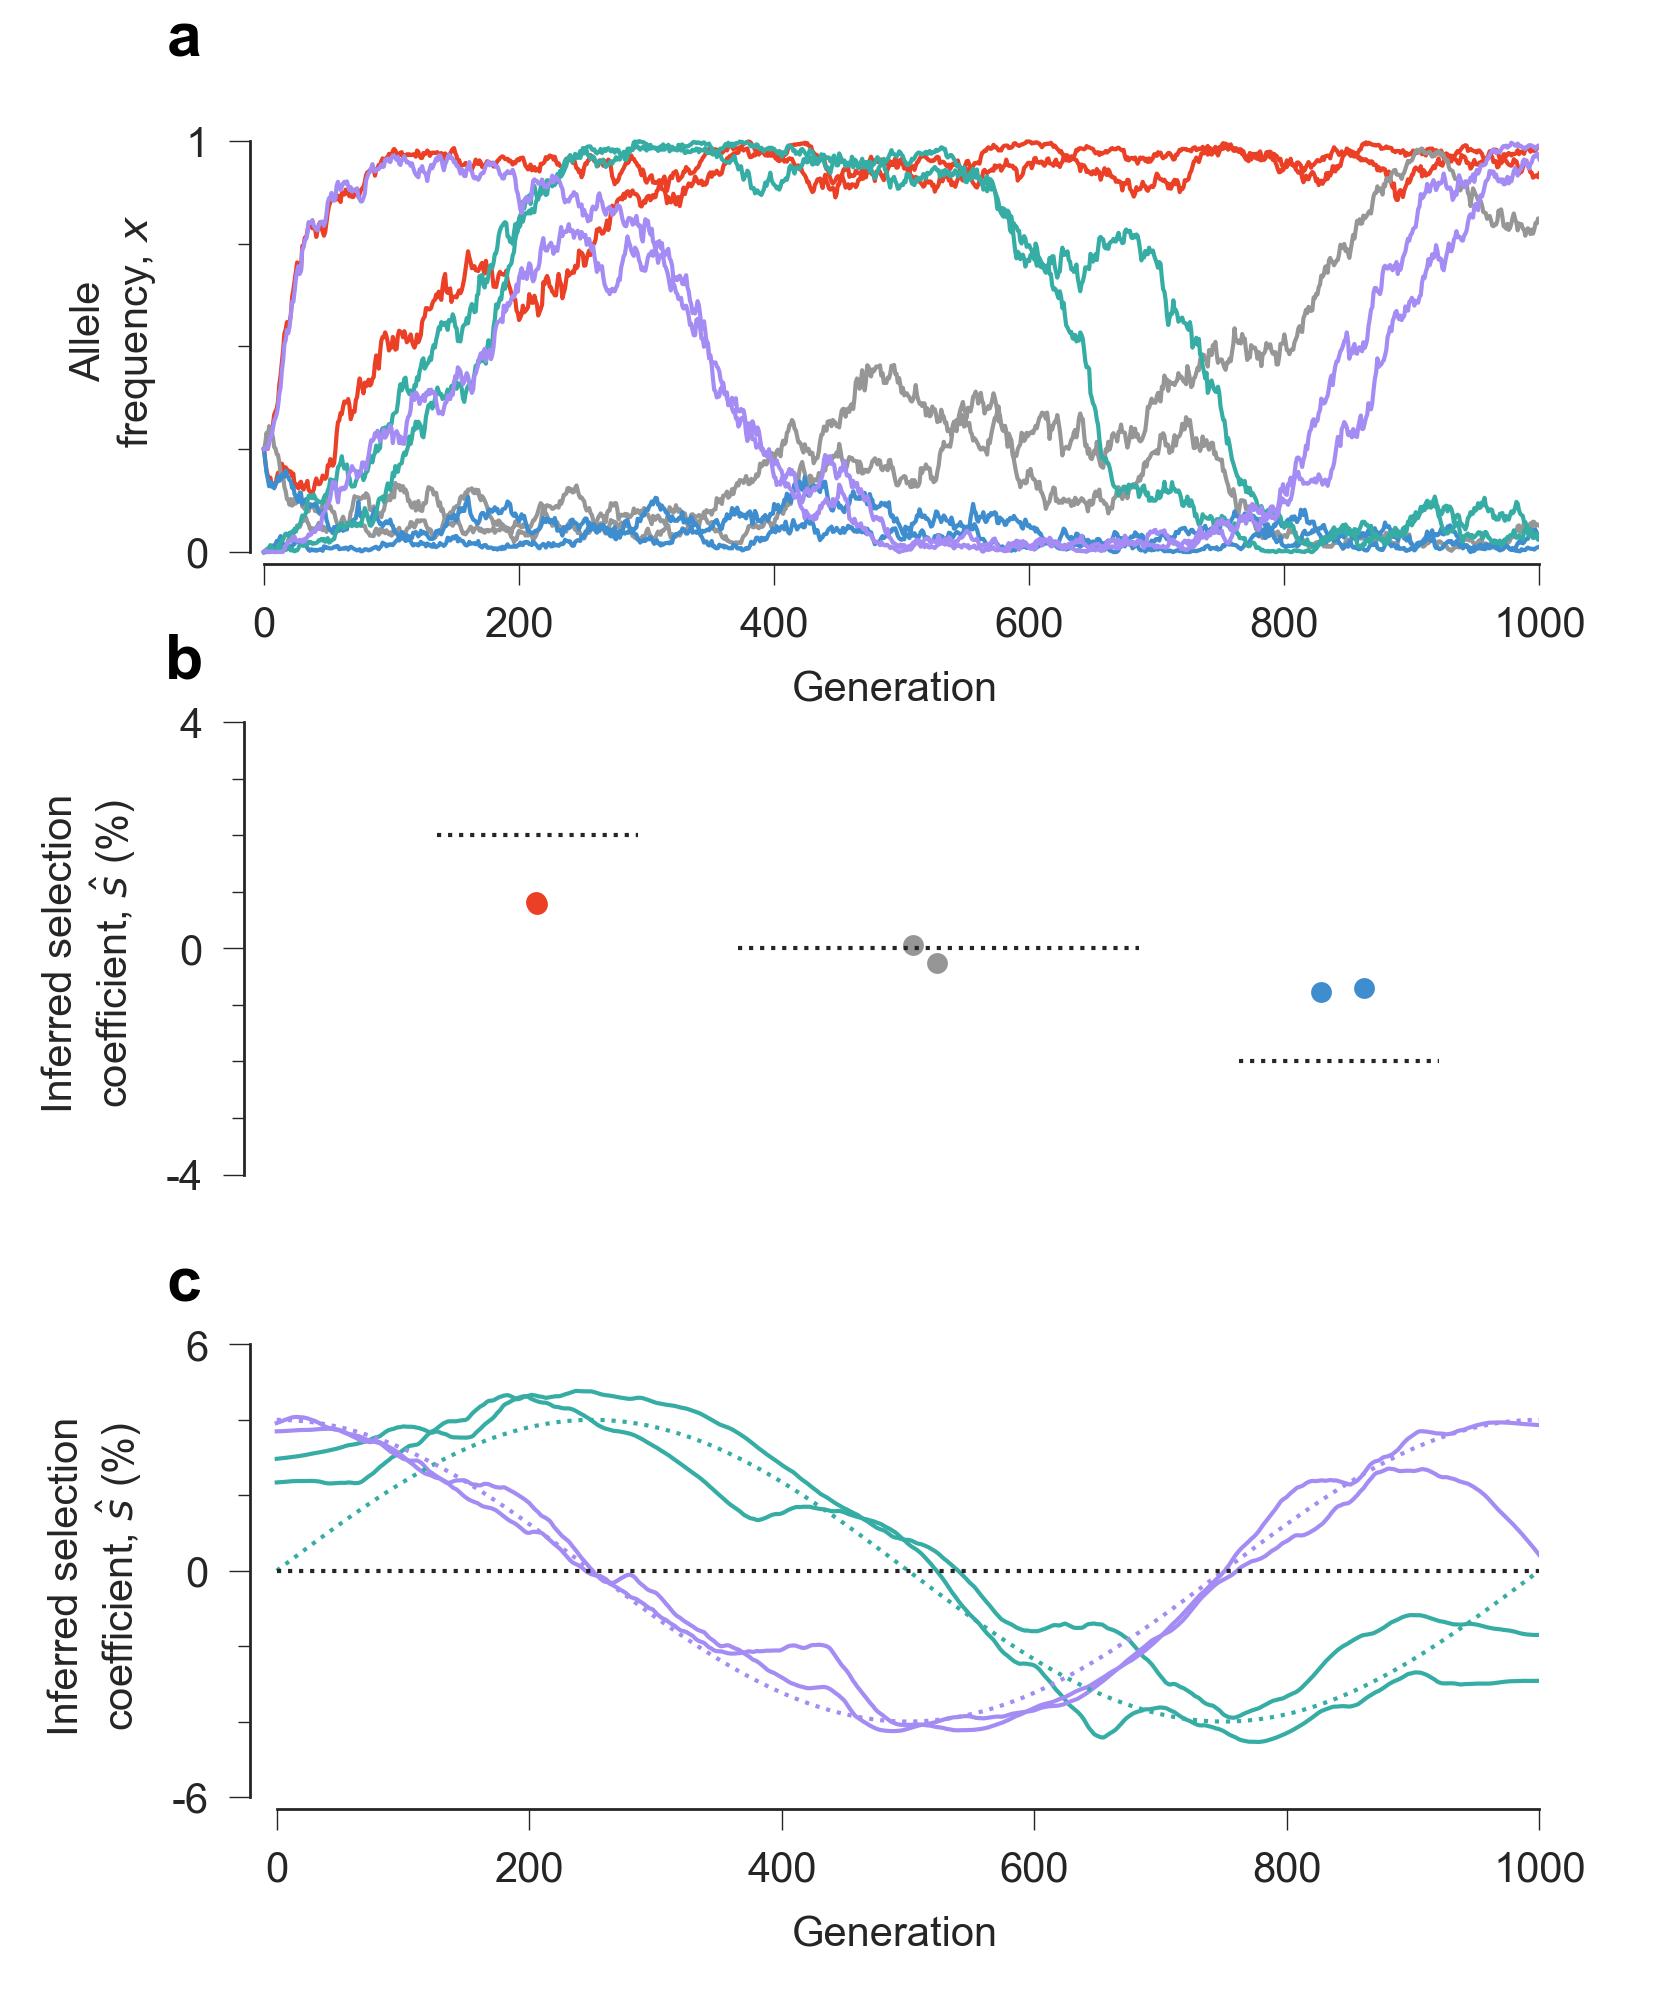 a
1
0
Allele
frequency, x
0 200 400 600 800 1000
Generation
b
4
0
-4
Inferred selection
coefficient, ŝ (%)
c
6
0
-6
Inferred selection
coefficient, ŝ (%)
0 200 400 600 800 1000
Generation